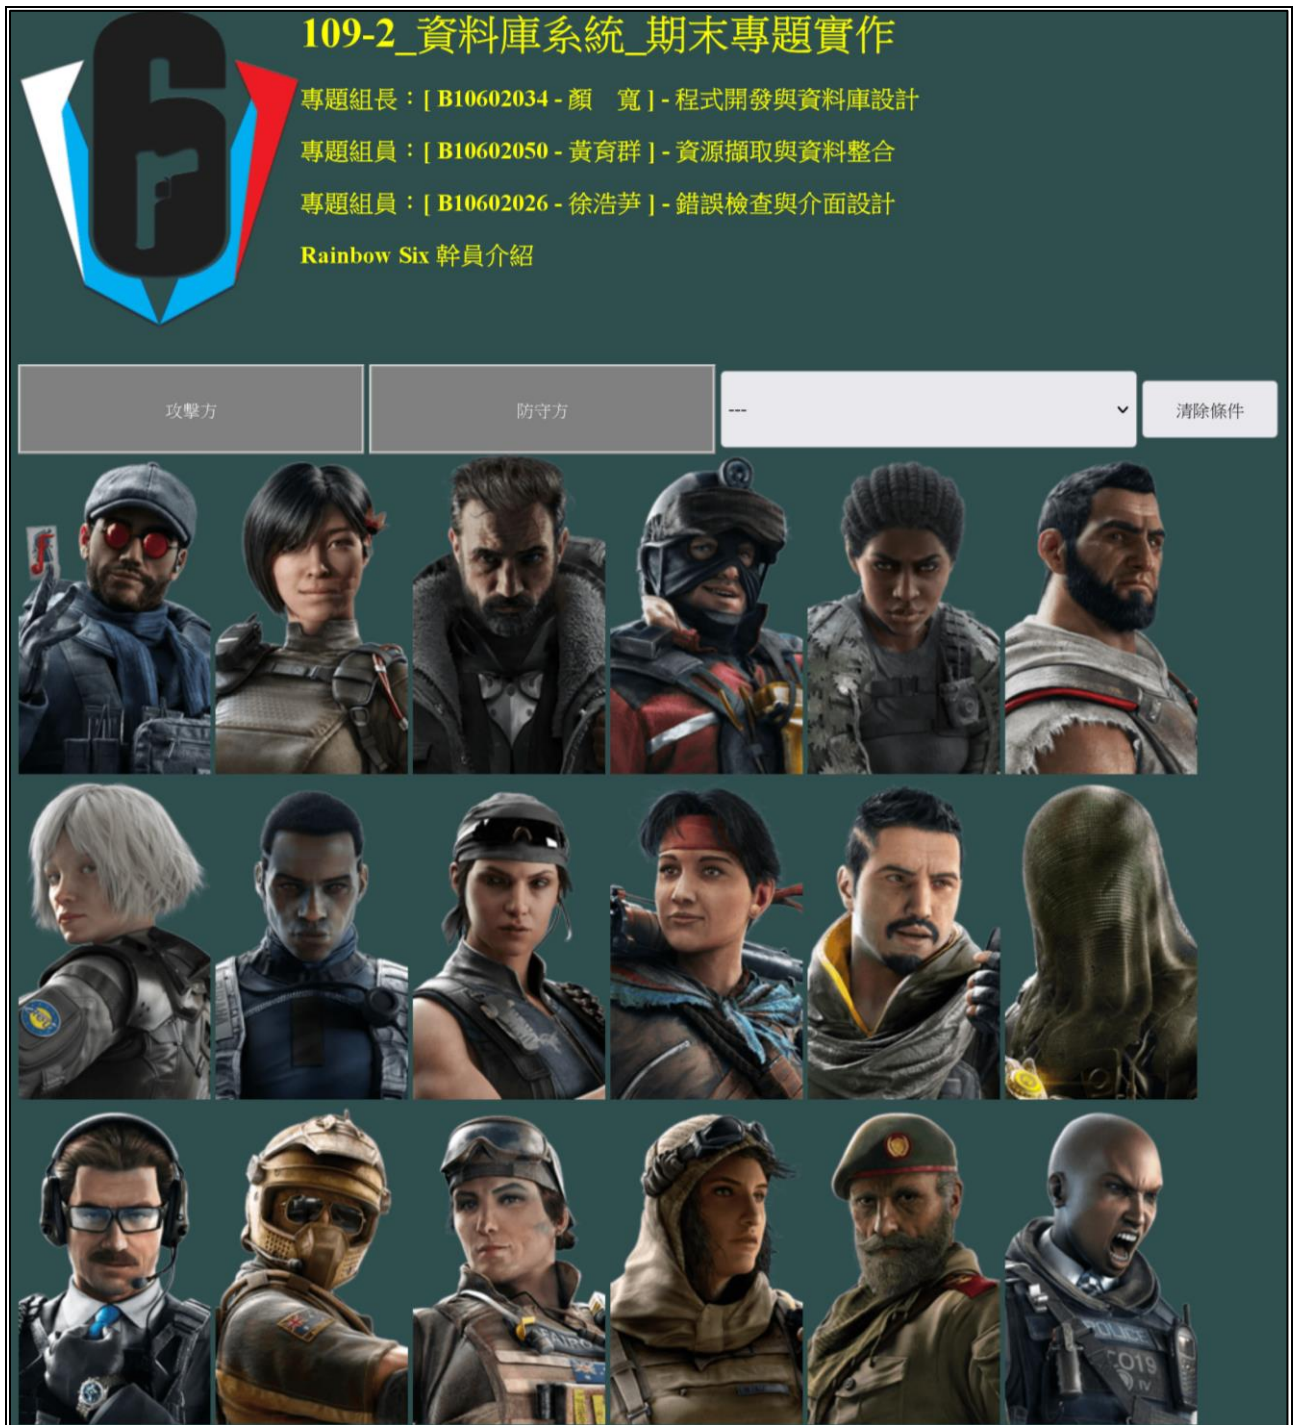 109-2_資料庫系統_期末專題實作
專題組長：[ B10602034 - 顏　寬 ] - 程式開發與資料庫設計
專題組員：[ B10602050 - 黃育群 ] - 資源擷取與資料整合
專題組員：[ B10602026 - 徐浩荢 ] - 錯誤檢查與介面設計
Rainbow Six 幹員介紹
攻擊方
防守方
---
清除條件
POLICE
CO19
IV